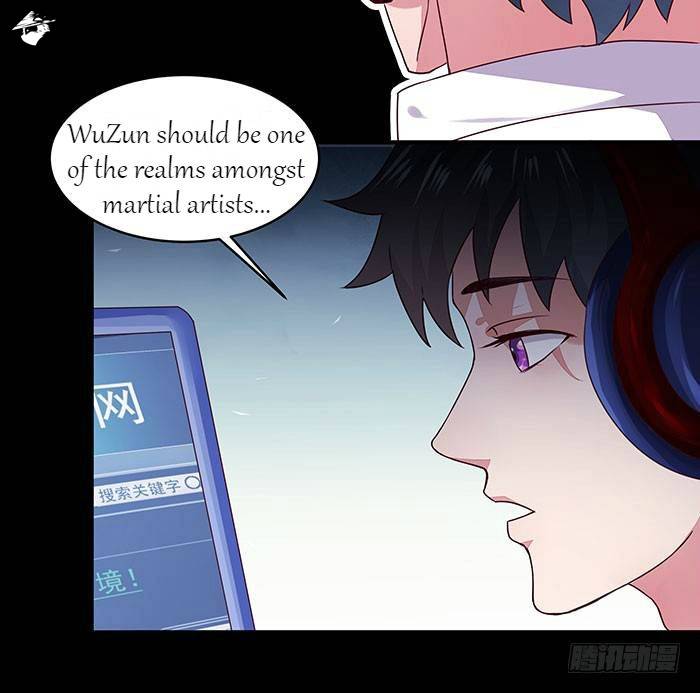 WuZun should be one
of the realms amongst
martial artists...
网
搜索关键字
境！
腾讯动漫